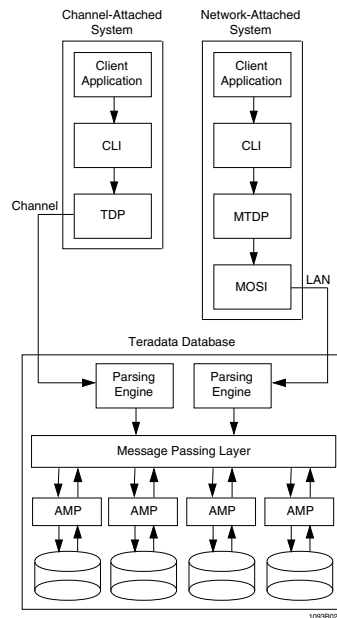 Channel-Attached
System
Network-Attached
System
Client
Application
CLI
TDP
Channel
Client
Application
CLI
MTDP
MOSI
LAN
Teradata Database
Parsing
Engine
Parsing
Engine
Message Passing Layer
AMP
AMP
AMP
AMP
1093B02